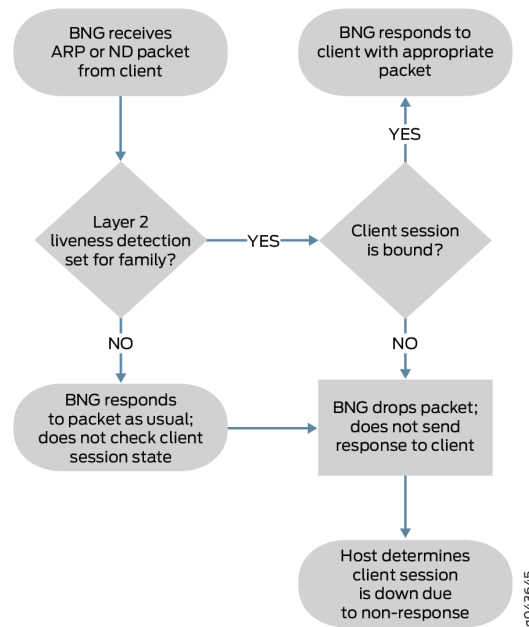 BNG receives
ARP or ND packet
from client
BNG responds to
client with appropriate
packet
YES
Layer 2
liveness detection
set for family?
YES
Client session
is bound?
NO
NO
BNG responds
to packet as usual;
does not check client
session state
BNG drops packet;
does not send
response to client
Host determines
client session
is down due
to non-response
g043645